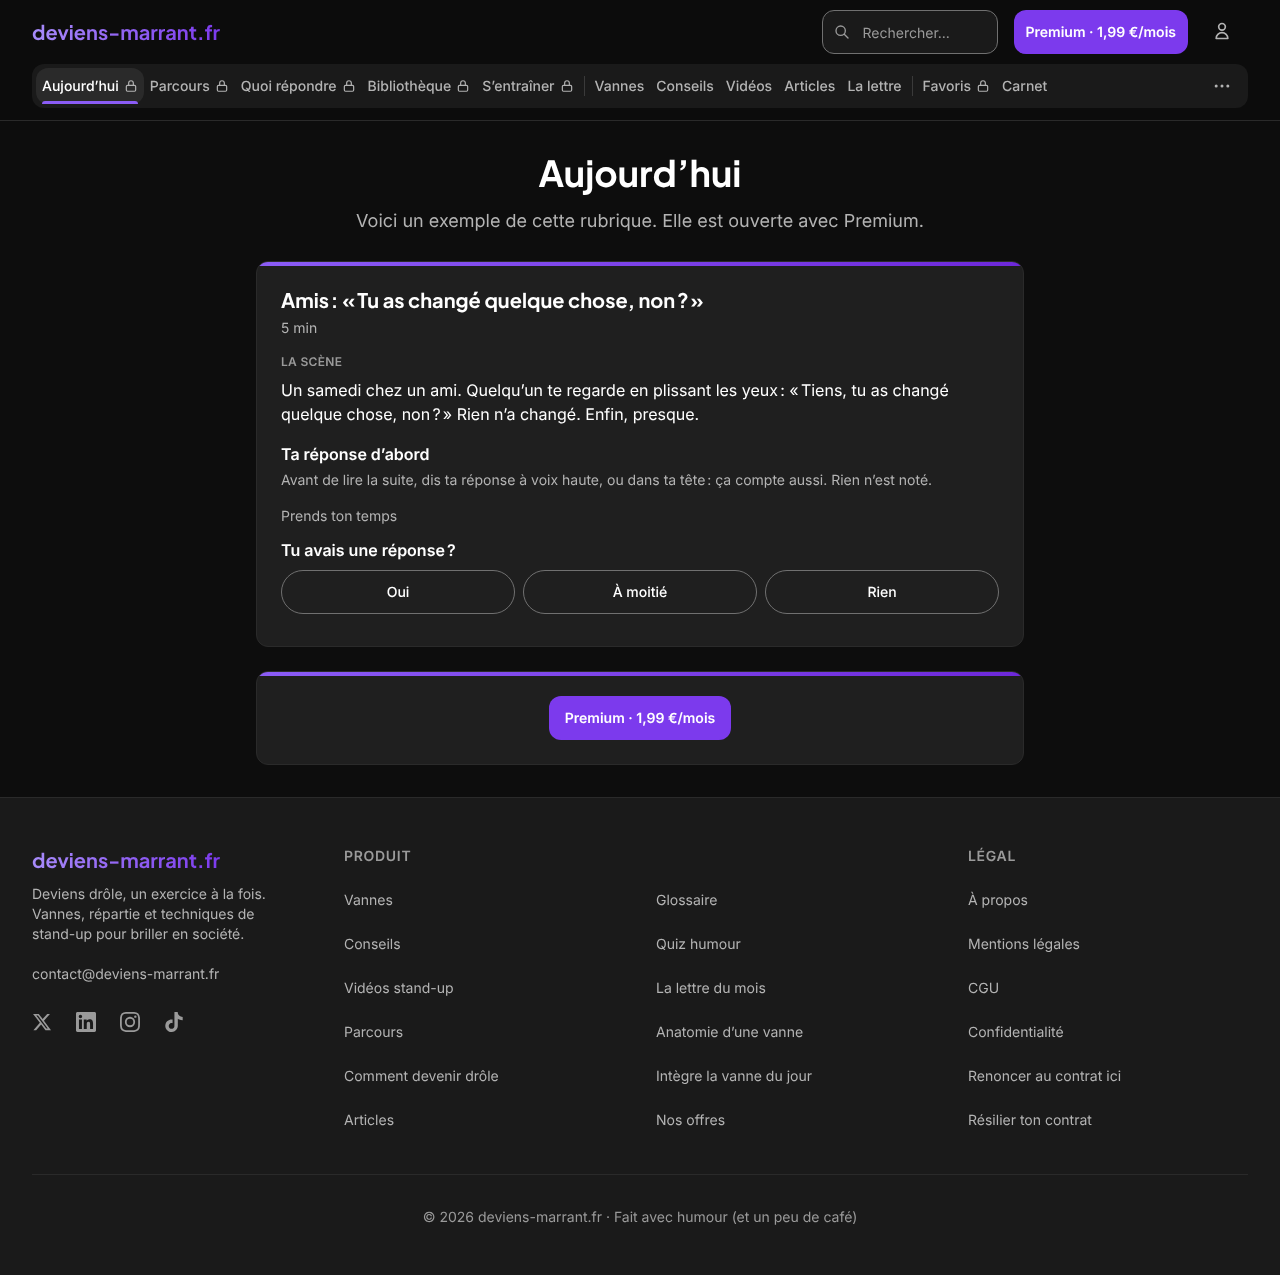 deviens-marrant.fr
Rechercher...
Premium · 1,99 €/mois
Aujourd’hui
Parcours
Quoi répondre
Bibliothèque
S’entraîner
Vannes
Conseils
Vidéos
Articles
La lettre
Favoris
Carnet
Aujourd’hui
Voici un exemple de cette rubrique. Elle est ouverte avec Premium.
Amis : « Tu as changé quelque chose, non ? »
5 min
LA SCÈNE
Un samedi chez un ami. Quelqu’un te regarde en plissant les yeux : « Tiens, tu as changé
quelque chose, non ? » Rien n’a changé. Enfin, presque.
Ta réponse d’abord
Avant de lire la suite, dis ta réponse à voix haute, ou dans ta tête : ça compte aussi. Rien n’est noté.
Prends ton temps
Tu avais une réponse ?
Oui
À moitié
Rien
Premium · 1,99 €/mois
deviens-marrant.fr
Deviens drôle, un exercice à la fois.
Vannes, répartie et techniques de
stand-up pour briller en société.
contact@deviens-marrant.fr
PRODUIT
Vannes
Conseils
Vidéos stand-up
Parcours
Comment devenir drôle
Articles
Glossaire
Quiz humour
La lettre du mois
Anatomie d’une vanne
Intègre la vanne du jour
Nos offres
LÉGAL
À propos
Mentions légales
CGU
Confidentialité
Renoncer au contrat ici
Résilier ton contrat
© 2026 deviens-marrant.fr · Fait avec humour (et un peu de café)